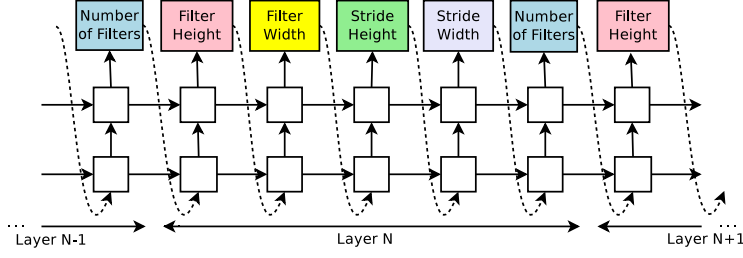 Number
of Filters
Filter
Height
Filter
Width
Stride
Height
Stride
Width
Number
of Filters
Filter
Height
...
Layer N-1
Layer N
...
Layer N+1